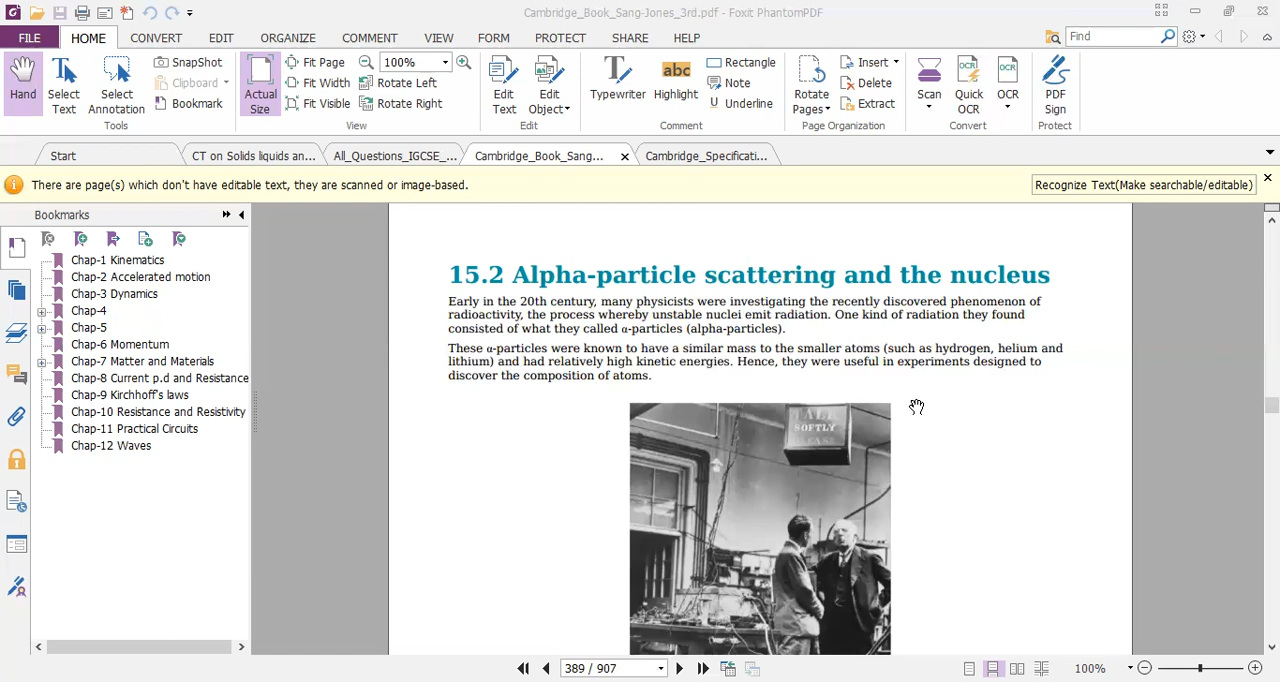 Cambridge_Book_Sang-Jones_3rd.pdf - Foxit PhantomPDF
FILE HOME CONVERT EDIT ORGANIZE COMMENT VIEW FORM PROTECT SHARE HELP Find
Hand
Select Text
Select Annotation
SnapShot
Clipboard
Bookmark
Tools
Actual Size
Fit Page
Fit Width
Fit Visible
100%
Rotate Left
Rotate Right
View
Edit Text
Edit Object
Edit
Typewriter
abc
Highlight
Rectangle
Note
U Underline
Comment
Rotate Pages
Insert
Delete
Extract
Page Organization
Scan
OCR
Quick OCR
OCR
OCR
Convert
PDF Sign
Protect
Start CT on Solids liquids an... All_Questions_IGCSE_... Cambridge_Book_Sang... Cambridge_Specificati...
There are page(s) which don't have editable text, they are scanned or image-based. Recognize Text(Make searchable/editable)
Bookmarks
Chap-1 Kinematics
Chap-2 Accelerated motion
Chap-3 Dynamics
Chap-4
Chap-5
Chap-6 Momentum
Chap-7 Matter and Materials
Chap-8 Current p.d and Resistance
Chap-9 Kirchhoff's laws
Chap-10 Resistance and Resistivity
Chap-11 Practical Circuits
Chap-12 Waves
15.2 Alpha-particle scattering and the nucleus
Early in the 20th century, many physicists were investigating the recently discovered phenomenon of
radioactivity, the process whereby unstable nuclei emit radiation. One kind of radiation they found
consisted of what they called α-particles (alpha-particles).
These α-particles were known to have a similar mass to the smaller atoms (such as hydrogen, helium and
lithium) and had relatively high kinetic energies. Hence, they were useful in experiments designed to
discover the composition of atoms.
TALK
SOFTLY
PLEASE
389 / 907
100%